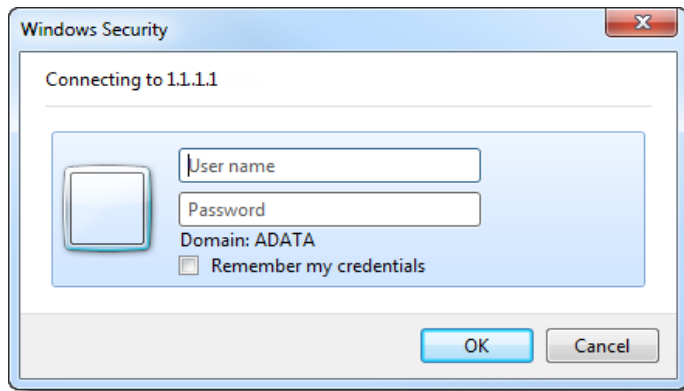 Windows Security
Connecting to 1.1.1.1
User name
Password
Domain: ADATA
Remember my credentials
OK
Cancel